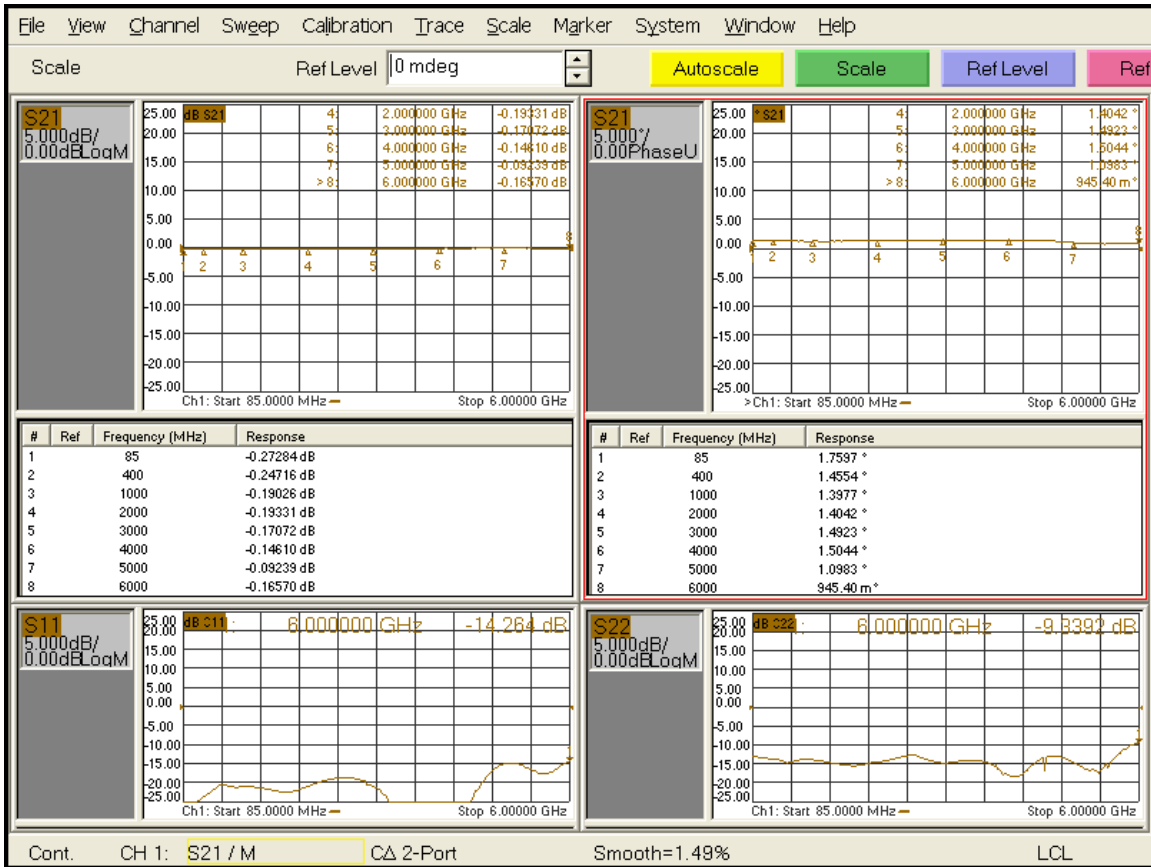 File View Channel Sweep Calibration Trace Scale Marker System Window Help
Scale Ref Level 0 mdeg Autoscale Scale Ref Level Ref
S21
5.000dB/
0.00dBLogM
25.00
20.00
15.00
10.00
5.00
0.00
-5.00
-10.00
-15.00
-20.00
-25.00
dB S21
4: 2.000000 GHz -0.19331 dB
5: 3.000000 GHz -0.17072 dB
6: 4.000000 GHz -0.14610 dB
7: 5.000000 GHz -0.09239 dB
>8: 6.000000 GHz -0.16570 dB
8
1 2 3 4 5 6 7
Ch1: Start 85.0000 MHz Stop 6.00000 GHz
S21
5.000°/
0.00PhaseU
25.00
20.00
15.00
10.00
5.00
0.00
-5.00
-10.00
-15.00
-20.00
-25.00
° S21
4: 2.000000 GHz 1.4042 °
5: 3.000000 GHz 1.4923 °
6: 4.000000 GHz 1.5044 °
7: 5.000000 GHz 1.0983 °
>8: 6.000000 GHz 945.40 m°
8
1 2 3 4 5 6 7
>Ch1: Start 85.0000 MHz Stop 6.00000 GHz
# Ref Frequency (MHz) Response
1 85 -0.27284 dB
2 400 -0.24716 dB
3 1000 -0.19026 dB
4 2000 -0.19331 dB
5 3000 -0.17072 dB
6 4000 -0.14610 dB
7 5000 -0.09239 dB
8 6000 -0.16570 dB
# Ref Frequency (MHz) Response
1 85 1.7597 °
2 400 1.4554 °
3 1000 1.3977 °
4 2000 1.4042 °
5 3000 1.4923 °
6 4000 1.5044 °
7 5000 1.0983 °
8 6000 945.40 m°
S11
5.000dB/
0.00dBLogM
25.00
20.00
15.00
10.00
5.00
0.00
-5.00
-10.00
-15.00
-20.00
-25.00
dB S11 : 6.000000 GHz -14.264 dB
Ch1: Start 85.0000 MHz Stop 6.00000 GHz
S22
5.000dB/
0.00dBLogM
25.00
20.00
15.00
10.00
5.00
0.00
-5.00
-10.00
-15.00
-20.00
-25.00
dB S22 : 6.000000 GHz -9.8392 dB
Ch1: Start 85.0000 MHz Stop 6.00000 GHz
Cont. CH 1: S21 / M CΔ 2-Port Smooth=1.49% LCL